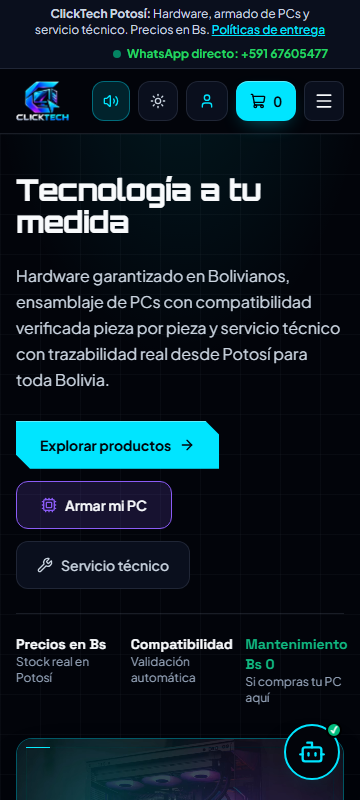 ClickTech Potosí: Hardware, armado de PCs y
servicio técnico. Precios en Bs. Políticas de entrega
WhatsApp directo: +591 67605477
CLICKTECH
0
Tecnología a tu
medida
Hardware garantizado en Bolivianos,
ensamblaje de PCs con compatibilidad
verificada pieza por pieza y servicio técnico
con trazabilidad real desde Potosí para
toda Bolivia.
Explorar productos →
Armar mi PC
Servicio técnico
Precios en Bs
Stock real en
Potosí
Compatibilidad
Validación
automática
Mantenimiento
Bs 0
Si compras tu PC
aquí